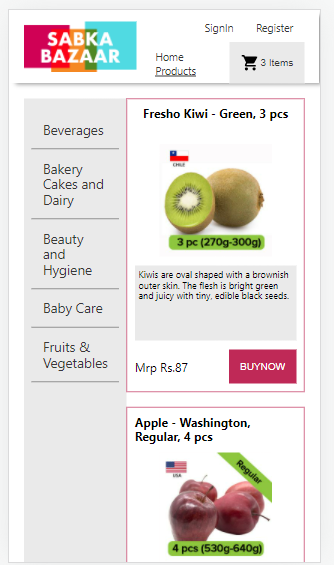 SABKA
BAZAAR
SignIn Register
Home
Products
3 Items
Beverages
Bakery
Cakes and
Dairy
Beauty
and
Hygiene
Baby Care
Fruits &
Vegetables
Fresho Kiwi - Green, 3 pcs
CHILE
3 pc (270g-300g)
Kiwis are oval shaped with a brownish
outer skin. The flesh is bright green
and juicy with tiny, edible black seeds.
Mrp Rs.87
BUYNOW
Apple - Washington,
Regular, 4 pcs
USA
Regular
4 pcs (530g-640g)